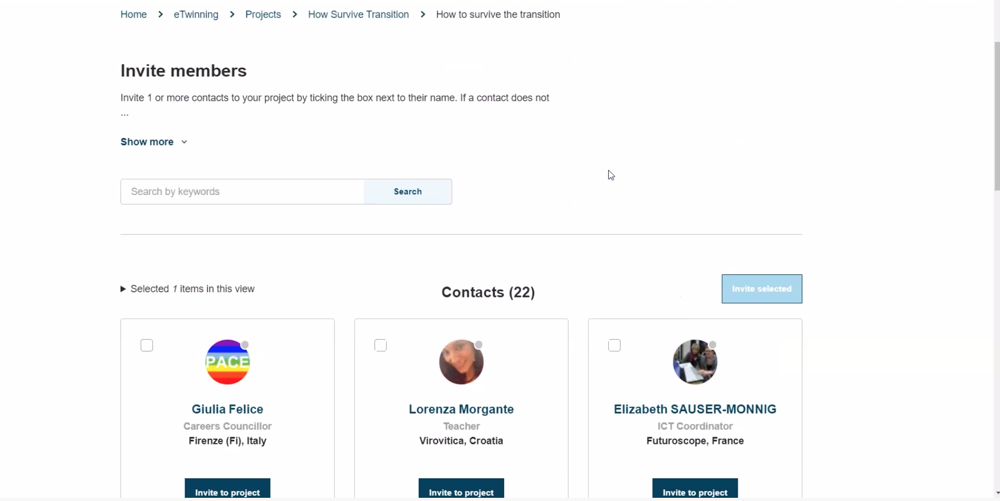 Home > eTwinning > Projects > How Survive Transition > How to survive the transition
Invite members
Invite 1 or more contacts to your project by ticking the box next to their name. If a contact does not
...
Show more
Search by keywords Search
Selected 1 items in this view
Contacts (22)
Invite selected
PACE
Giulia Felice
Careers Councillor
Firenze (Fi), Italy
Invite to project
Lorenza Morgante
Teacher
Virovitica, Croatia
Invite to project
Elizabeth SAUSER-MONNIG
ICT Coordinator
Futuroscope, France
Invite to project